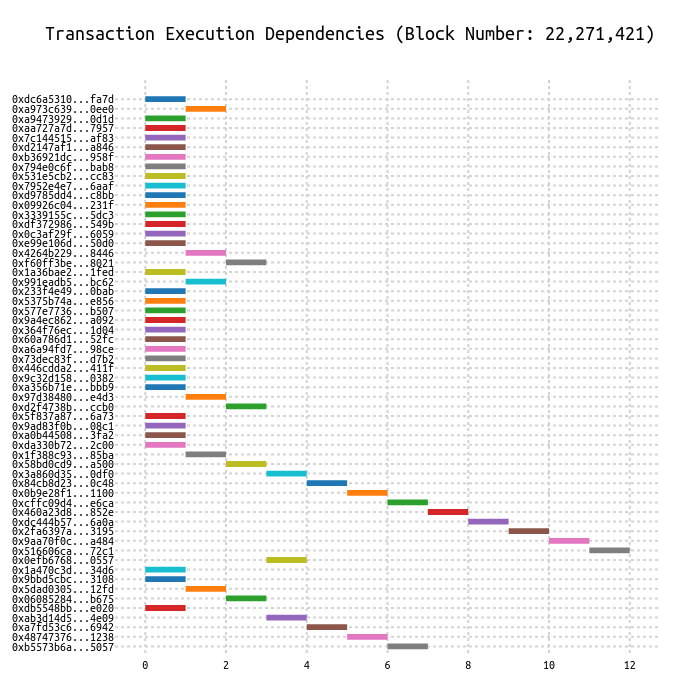 Transaction Execution Dependencies (Block Number: 22,271,421)
0xdc6a5310...fa7d
0xa973c639...0ee0
0xa9473929...0d1d
0xaa727a7d...7957
0x7c144515...af83
0xd2147af1...a846
0xb36921dc...958f
0x794e0c6f...bab8
0x531e5cb2...cc83
0x7952e4e7...6aaf
0xd9785dd4...c8bb
0x09926c04...231f
0x3339155c...5dc3
0xdf372986...549b
0x0c3af29f...6059
0xe99e106d...50d0
0x4264b229...8446
0xf60ff3be...8021
0x1a36bae2...1fed
0x991eadb5...bc62
0x233f4e49...0bab
0x5375b74a...e856
0x577e7736...b507
0x9a4ec862...a092
0x364f76ec...1d04
0x60a786d1...52fc
0xa6a94fd7...98ce
0x73dec83f...d7b2
0x446cdda2...411f
0x9c32d158...0382
0xa356b71e...bbb9
0x97d38480...e4d3
0xd2f4738b...ccb0
0x5f837a87...6a73
0x9ad83f0b...08c1
0xa0b44508...3fa2
0xda330b72...2c00
0x1f388c93...85ba
0x58bd0cd9...a500
0x3a860d35...0df0
0x84cb8d23...0c48
0x0b9e28f1...1100
0xcffc09d4...e6ca
0x460a23d8...852e
0xdc444b57...6a0a
0x2fa6397a...3195
0x9aa70f0c...a484
0x516606ca...72c1
0x0efb6768...0557
0x1a470c3d...34d6
0x9bbd5cbc...3108
0x5dad0305...12fd
0x06085284...b675
0xdb5548bb...e020
0xab3d14d5...4e09
0xa7fd53c6...6942
0x48747376...1238
0xb5573b6a...5057
0 2 4 6 8 10 12